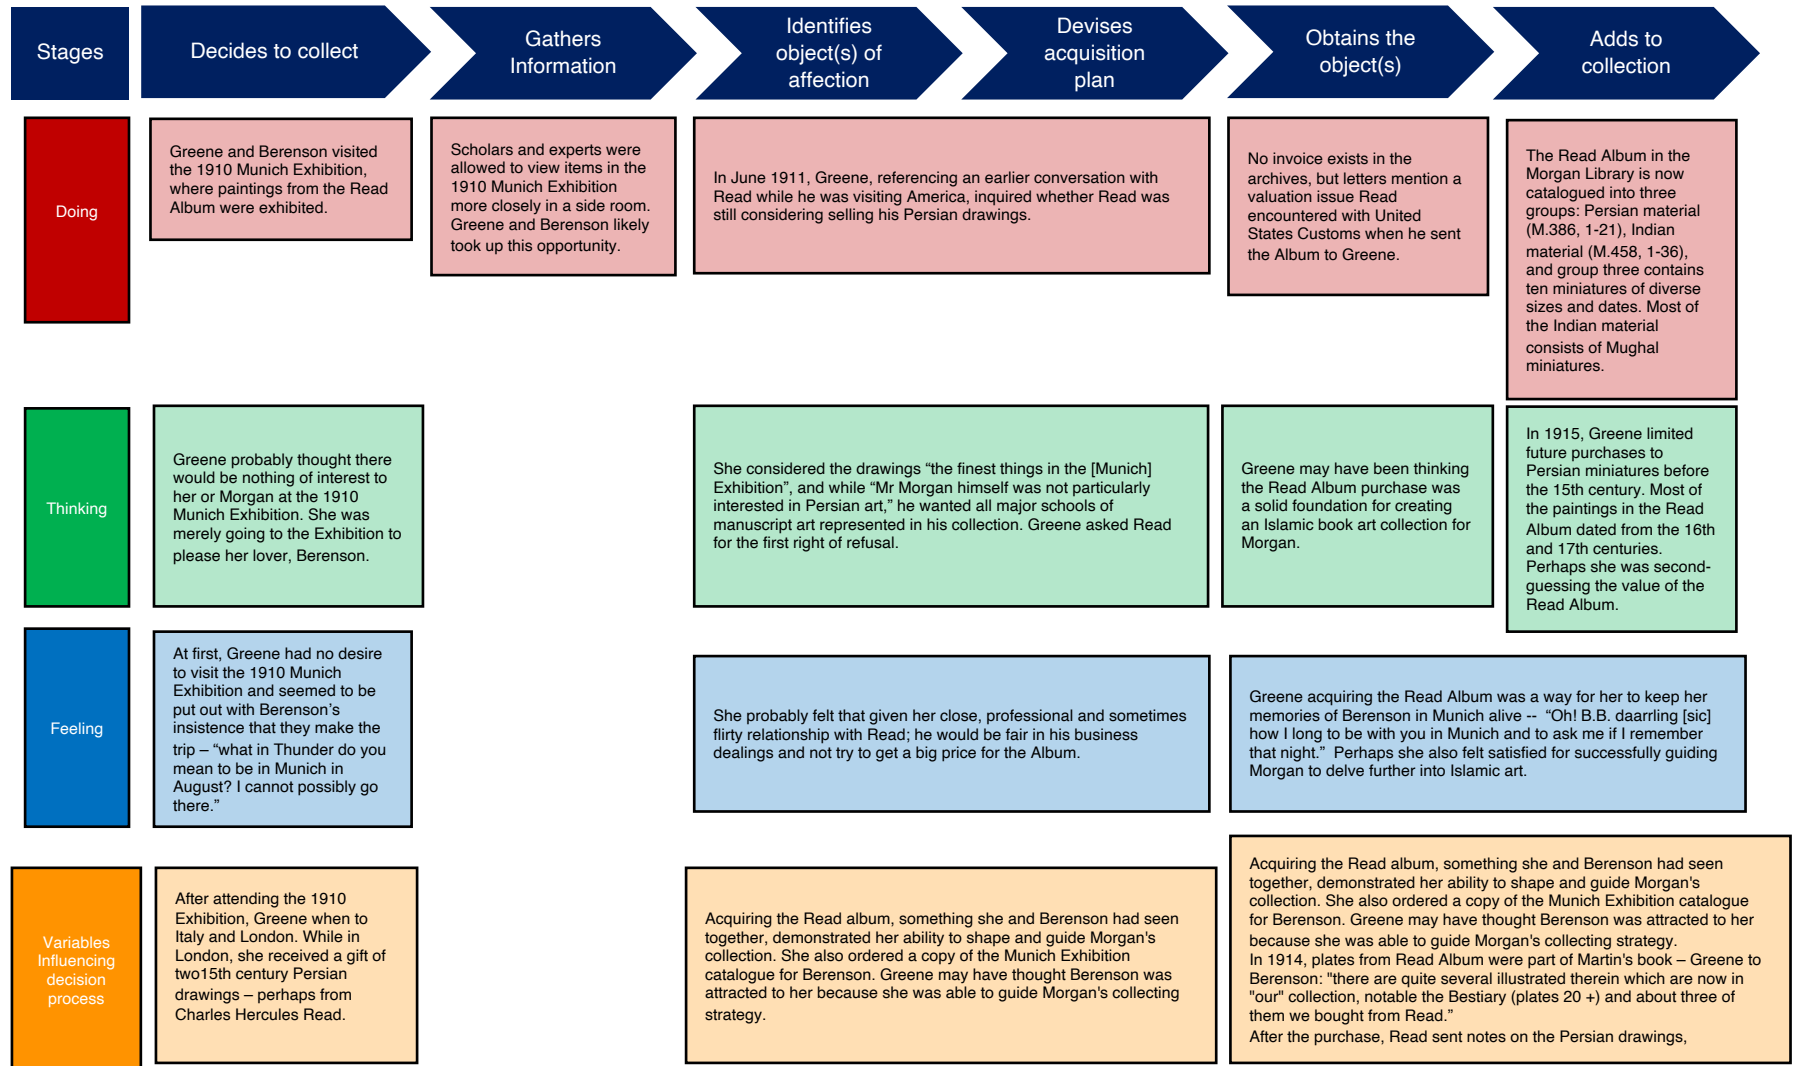 Stages
Decides to collect
Gathers
Information
Identifies
object(s) of
affection
Devises
acquisition
plan
Obtains the
object(s)
Adds to
collection
Doing
Greene and Berenson visited
the 1910 Munich Exhibition,
where paintings from the Read
Album were exhibited.
Scholars and experts were
allowed to view items in the
1910 Munich Exhibition
more closely in a side room.
Greene and Berenson likely
took up this opportunity.
In June 1911, Greene, referencing an earlier conversation with
Read while he was visiting America, inquired whether Read was
still considering selling his Persian drawings.
No invoice exists in the
archives, but letters mention a
valuation issue Read
encountered with United
States Customs when he sent
the Album to Greene.
The Read Album in the
Morgan Library is now
catalogued into three
groups: Persian material
(M.386, 1-21), Indian
material (M.458, 1-36),
and group three contains
ten miniatures of diverse
sizes and dates. Most of
the Indian material
consists of Mughal
miniatures.
Thinking
Greene probably thought there
would be nothing of interest to
her or Morgan at the 1910
Munich Exhibition. She was
merely going to the Exhibition to
please her lover, Berenson.
She considered the drawings “the finest things in the [Munich]
Exhibition”, and while “Mr Morgan himself was not particularly
interested in Persian art,” he wanted all major schools of
manuscript art represented in his collection. Greene asked Read
for the first right of refusal.
Greene may have been thinking
the Read Album purchase was
a solid foundation for creating
an Islamic book art collection for
Morgan.
In 1915, Greene limited
future purchases to
Persian miniatures before
the 15th century. Most of
the paintings in the Read
Album dated from the 16th
and 17th centuries.
Perhaps she was second-
guessing the value of the
Read Album.
Feeling
At first, Greene had no desire
to visit the 1910 Munich
Exhibition and seemed to be
put out with Berenson’s
insistence that they make the
trip – “what in Thunder do you
mean to be in Munich in
August? I cannot possibly go
there.”
She probably felt that given her close, professional and sometimes
flirty relationship with Read; he would be fair in his business
dealings and not try to get a big price for the Album.
Greene acquiring the Read Album was a way for her to keep her
memories of Berenson in Munich alive -- “Oh! B.B. daarrling [sic]
how I long to be with you in Munich and to ask me if I remember
that night.” Perhaps she also felt satisfied for successfully guiding
Morgan to delve further into Islamic art.
Variables
Influencing
decision
process
After attending the 1910
Exhibition, Greene when to
Italy and London. While in
London, she received a gift of
two15th century Persian
drawings – perhaps from
Charles Hercules Read.
Acquiring the Read album, something she and Berenson had seen
together, demonstrated her ability to shape and guide Morgan's
collection. She also ordered a copy of the Munich Exhibition
catalogue for Berenson. Greene may have thought Berenson was
attracted to her because she was able to guide Morgan's collecting
strategy.
Acquiring the Read album, something she and Berenson had seen
together, demonstrated her ability to shape and guide Morgan's
collection. She also ordered a copy of the Munich Exhibition catalogue
for Berenson. Greene may have thought Berenson was attracted to her
because she was able to guide Morgan's collecting strategy.
In 1914, plates from Read Album were part of Martin's book – Greene to
Berenson: "there are quite several illustrated therein which are now in
"our" collection, notable the Bestiary (plates 20 +) and about three of
them we bought from Read.”
After the purchase, Read sent notes on the Persian drawings,